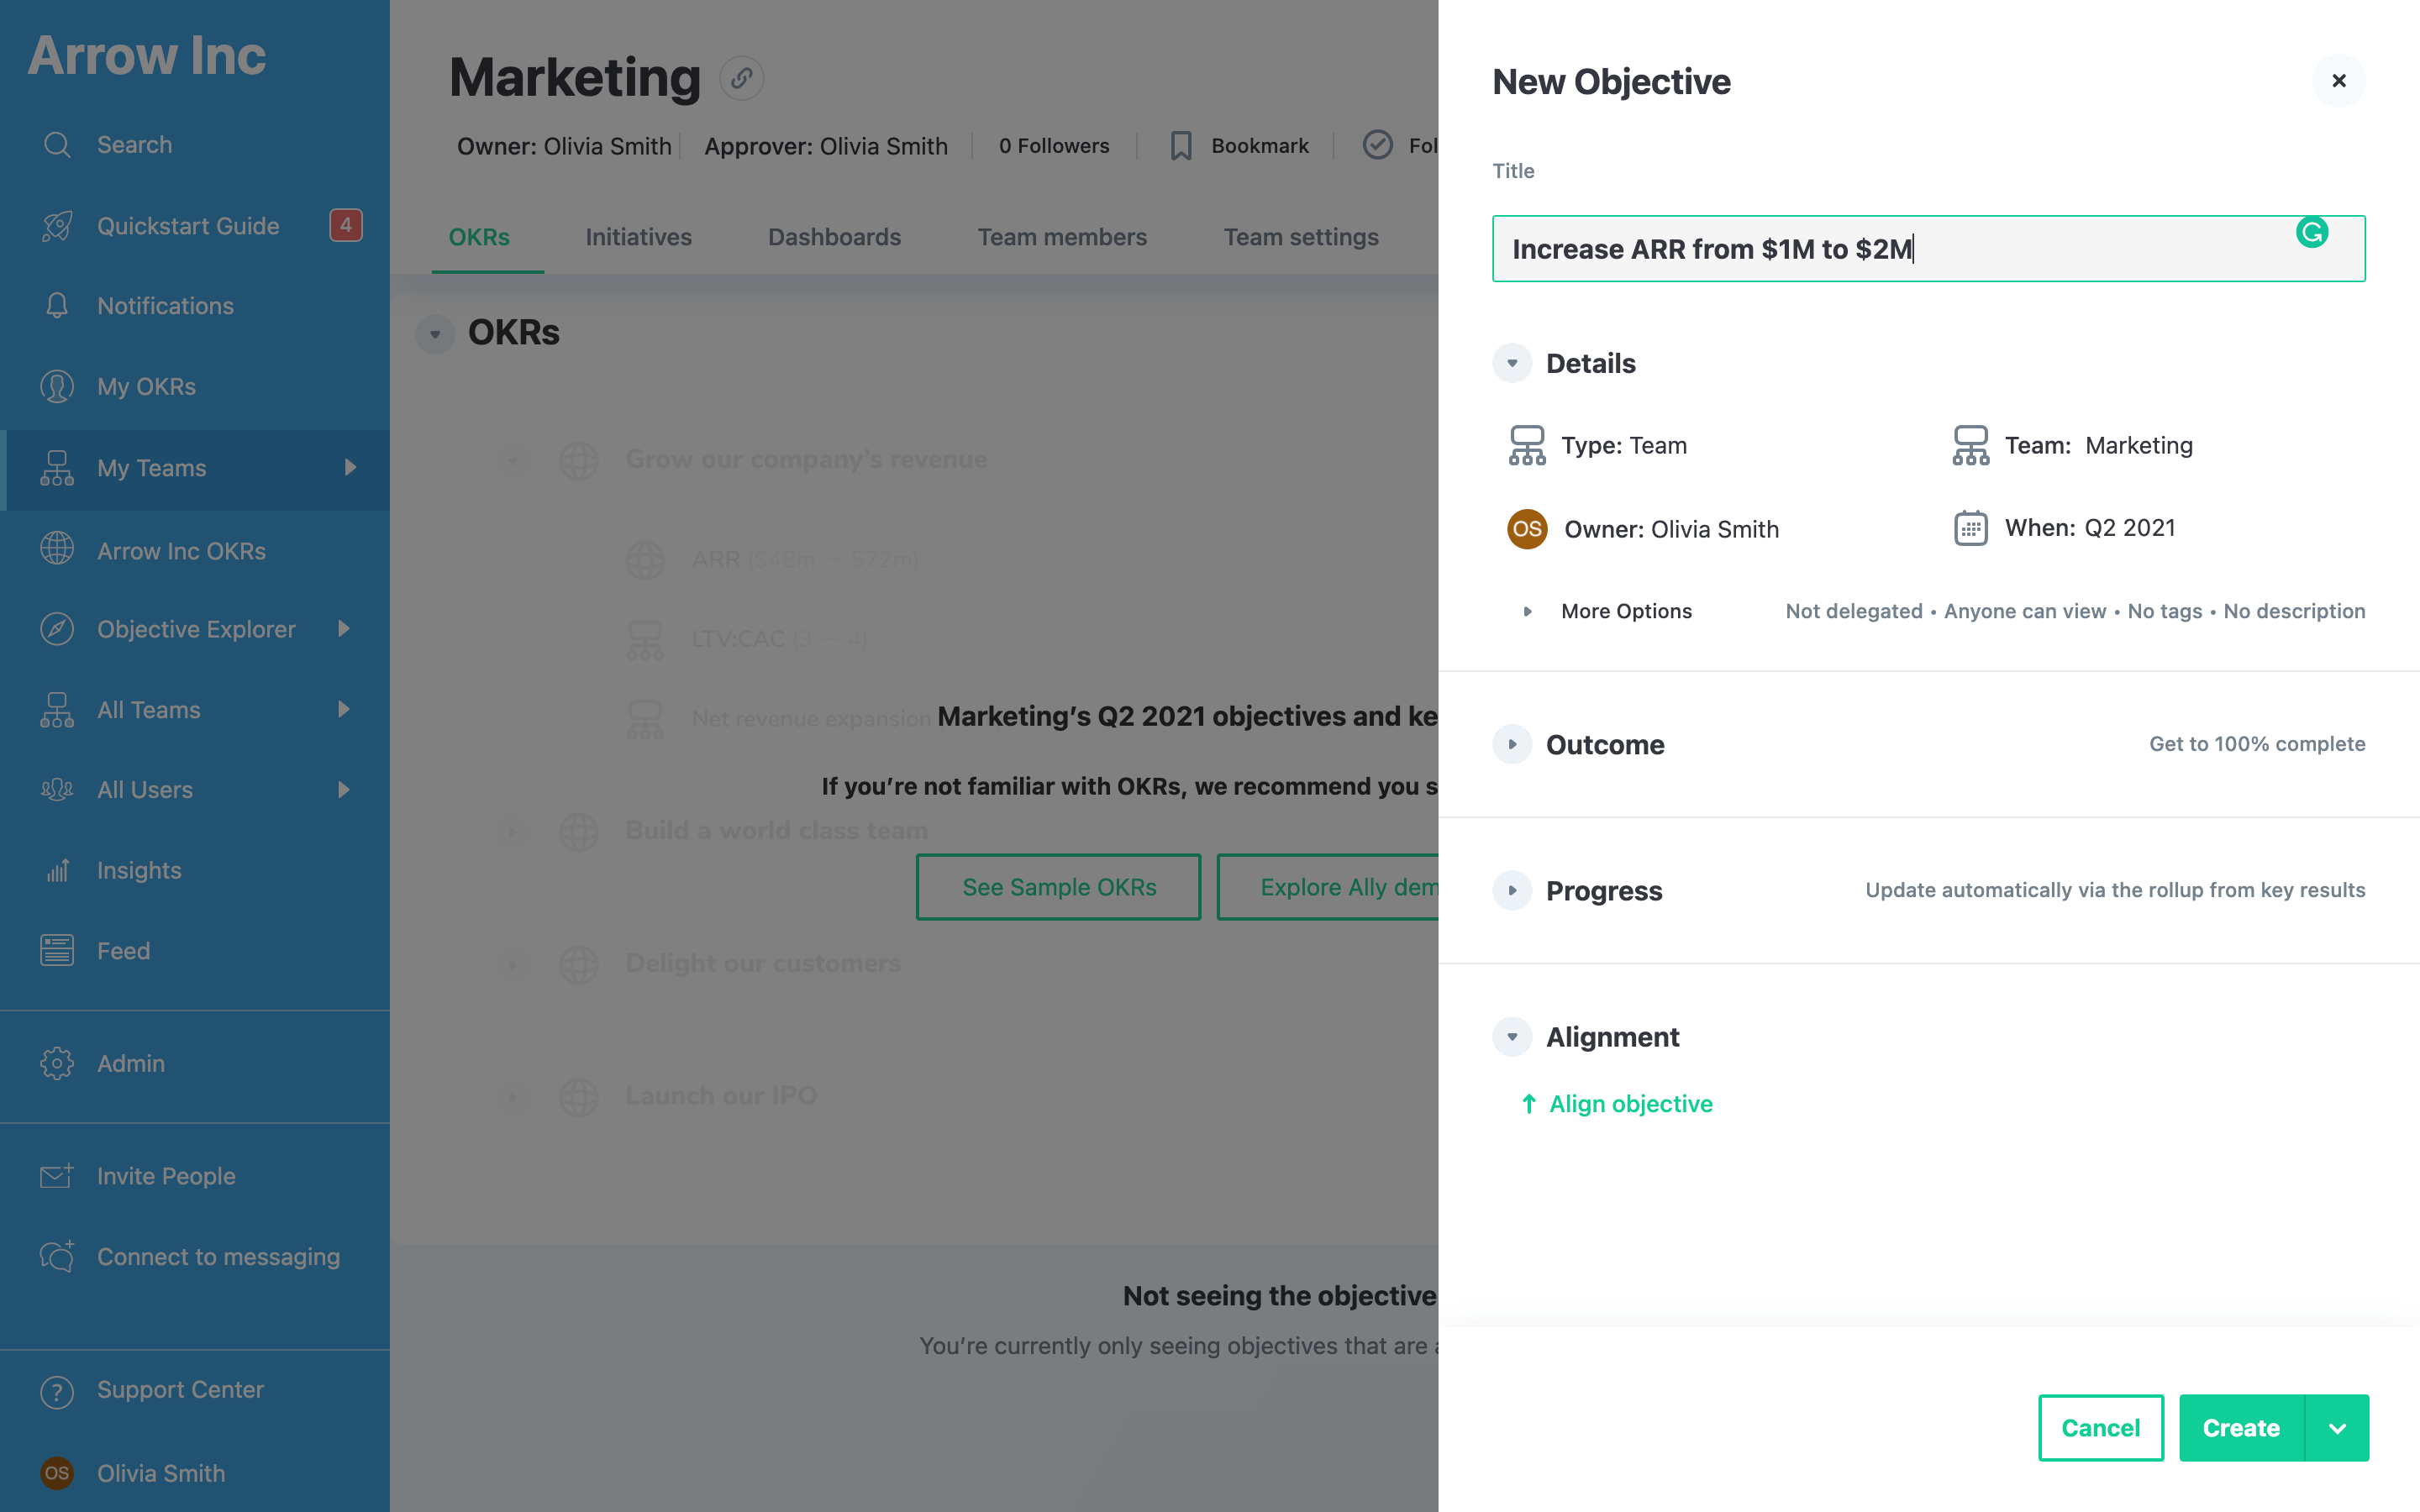 Arrow Inc
Search
Quickstart Guide 4
Notifications
My OKRs
My Teams
Arrow Inc OKRs
Objective Explorer
All Teams
All Users
Insights
Feed
Admin
Invite People
Connect to messaging
Support Center
OS Olivia Smith
Marketing
Owner: Olivia Smith Approver: Olivia Smith 0 Followers Bookmark Fol
OKRs Initiatives Dashboards Team members Team settings
OKRs
Grow our company's revenue
ARR ($48m → $72m)
LTV:CAC (3 → 4)
Net revenue expansion
Marketing's Q2 2021 objectives and ke
If you're not familiar with OKRs, we recommend you s
Build a world class team
See Sample OKRs Explore Ally dem
Delight our customers
Launch our IPO
Not seeing the objective
You're currently only seeing objectives that are a
New Objective
Title
Increase ARR from $1M to $2M
Details
Type: Team Team: Marketing
OS Owner: Olivia Smith When: Q2 2021
More Options Not delegated • Anyone can view • No tags • No description
Outcome Get to 100% complete
Progress Update automatically via the rollup from key results
Alignment
↑ Align objective
Cancel Create